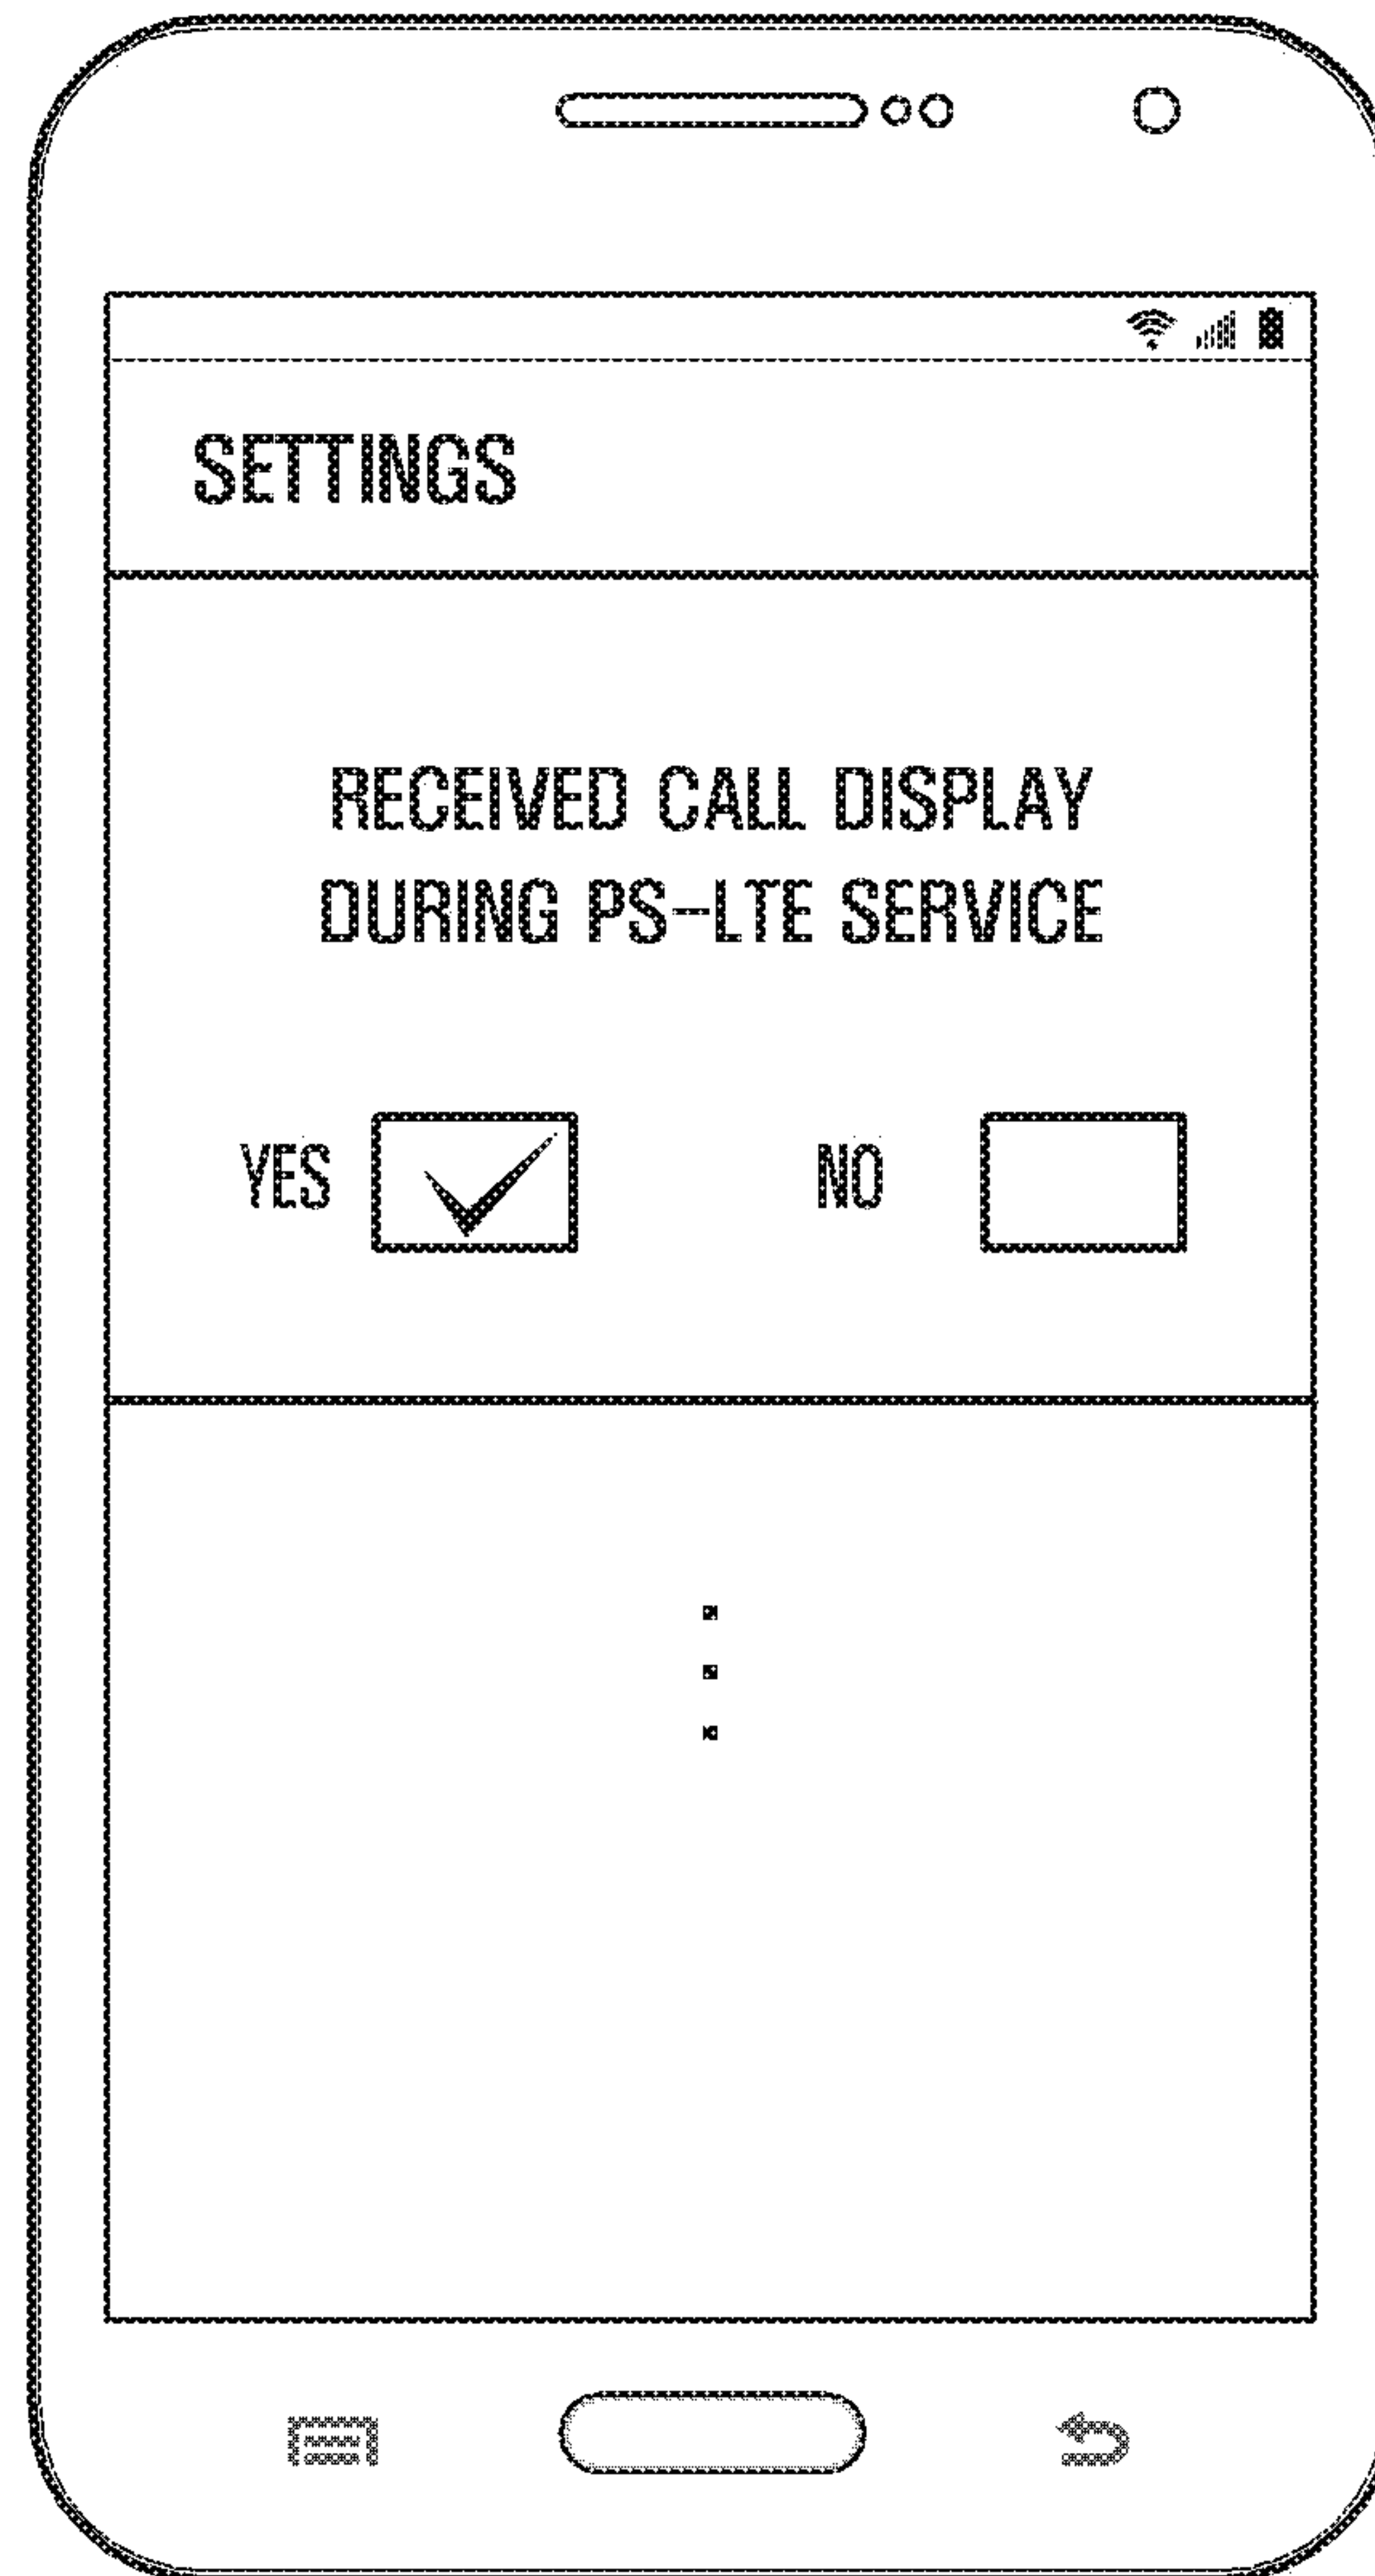 SETTINGS
RECEIVED CALL DISPLAY
DURING PS-LTE SERVICE
YES NO